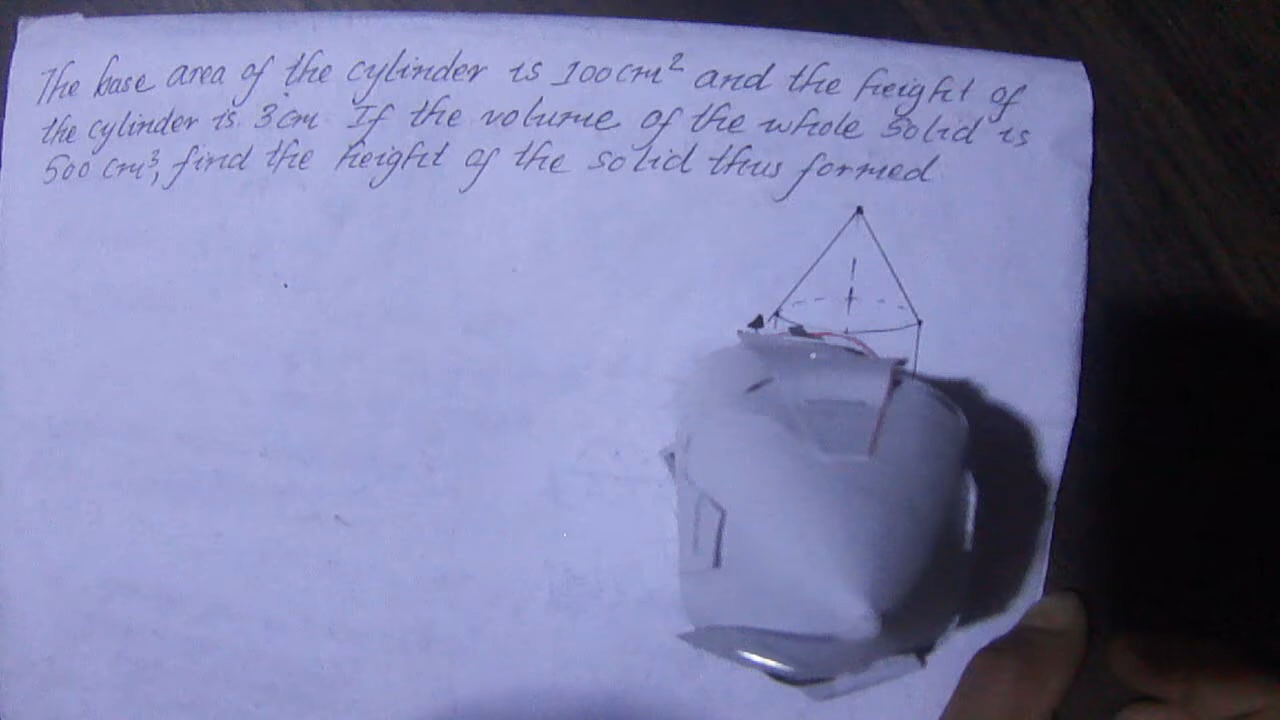 The base area of the cylinder is 100cm² and the height of
the cylinder is 3cm If the volume of the whole solid is
500 cm³, find the height of the solid thus formed